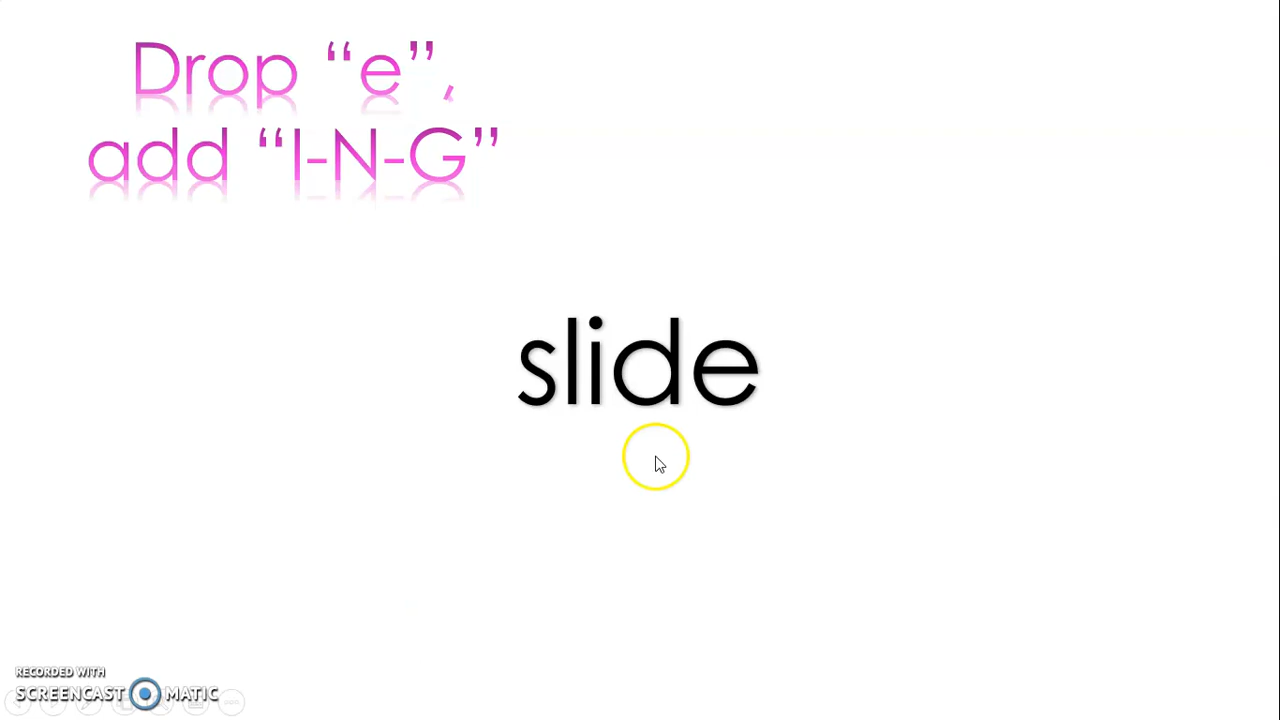 Drop “e”,
add “I-N-G”
slide
RECORDED WITH
SCREENCAST MATIC